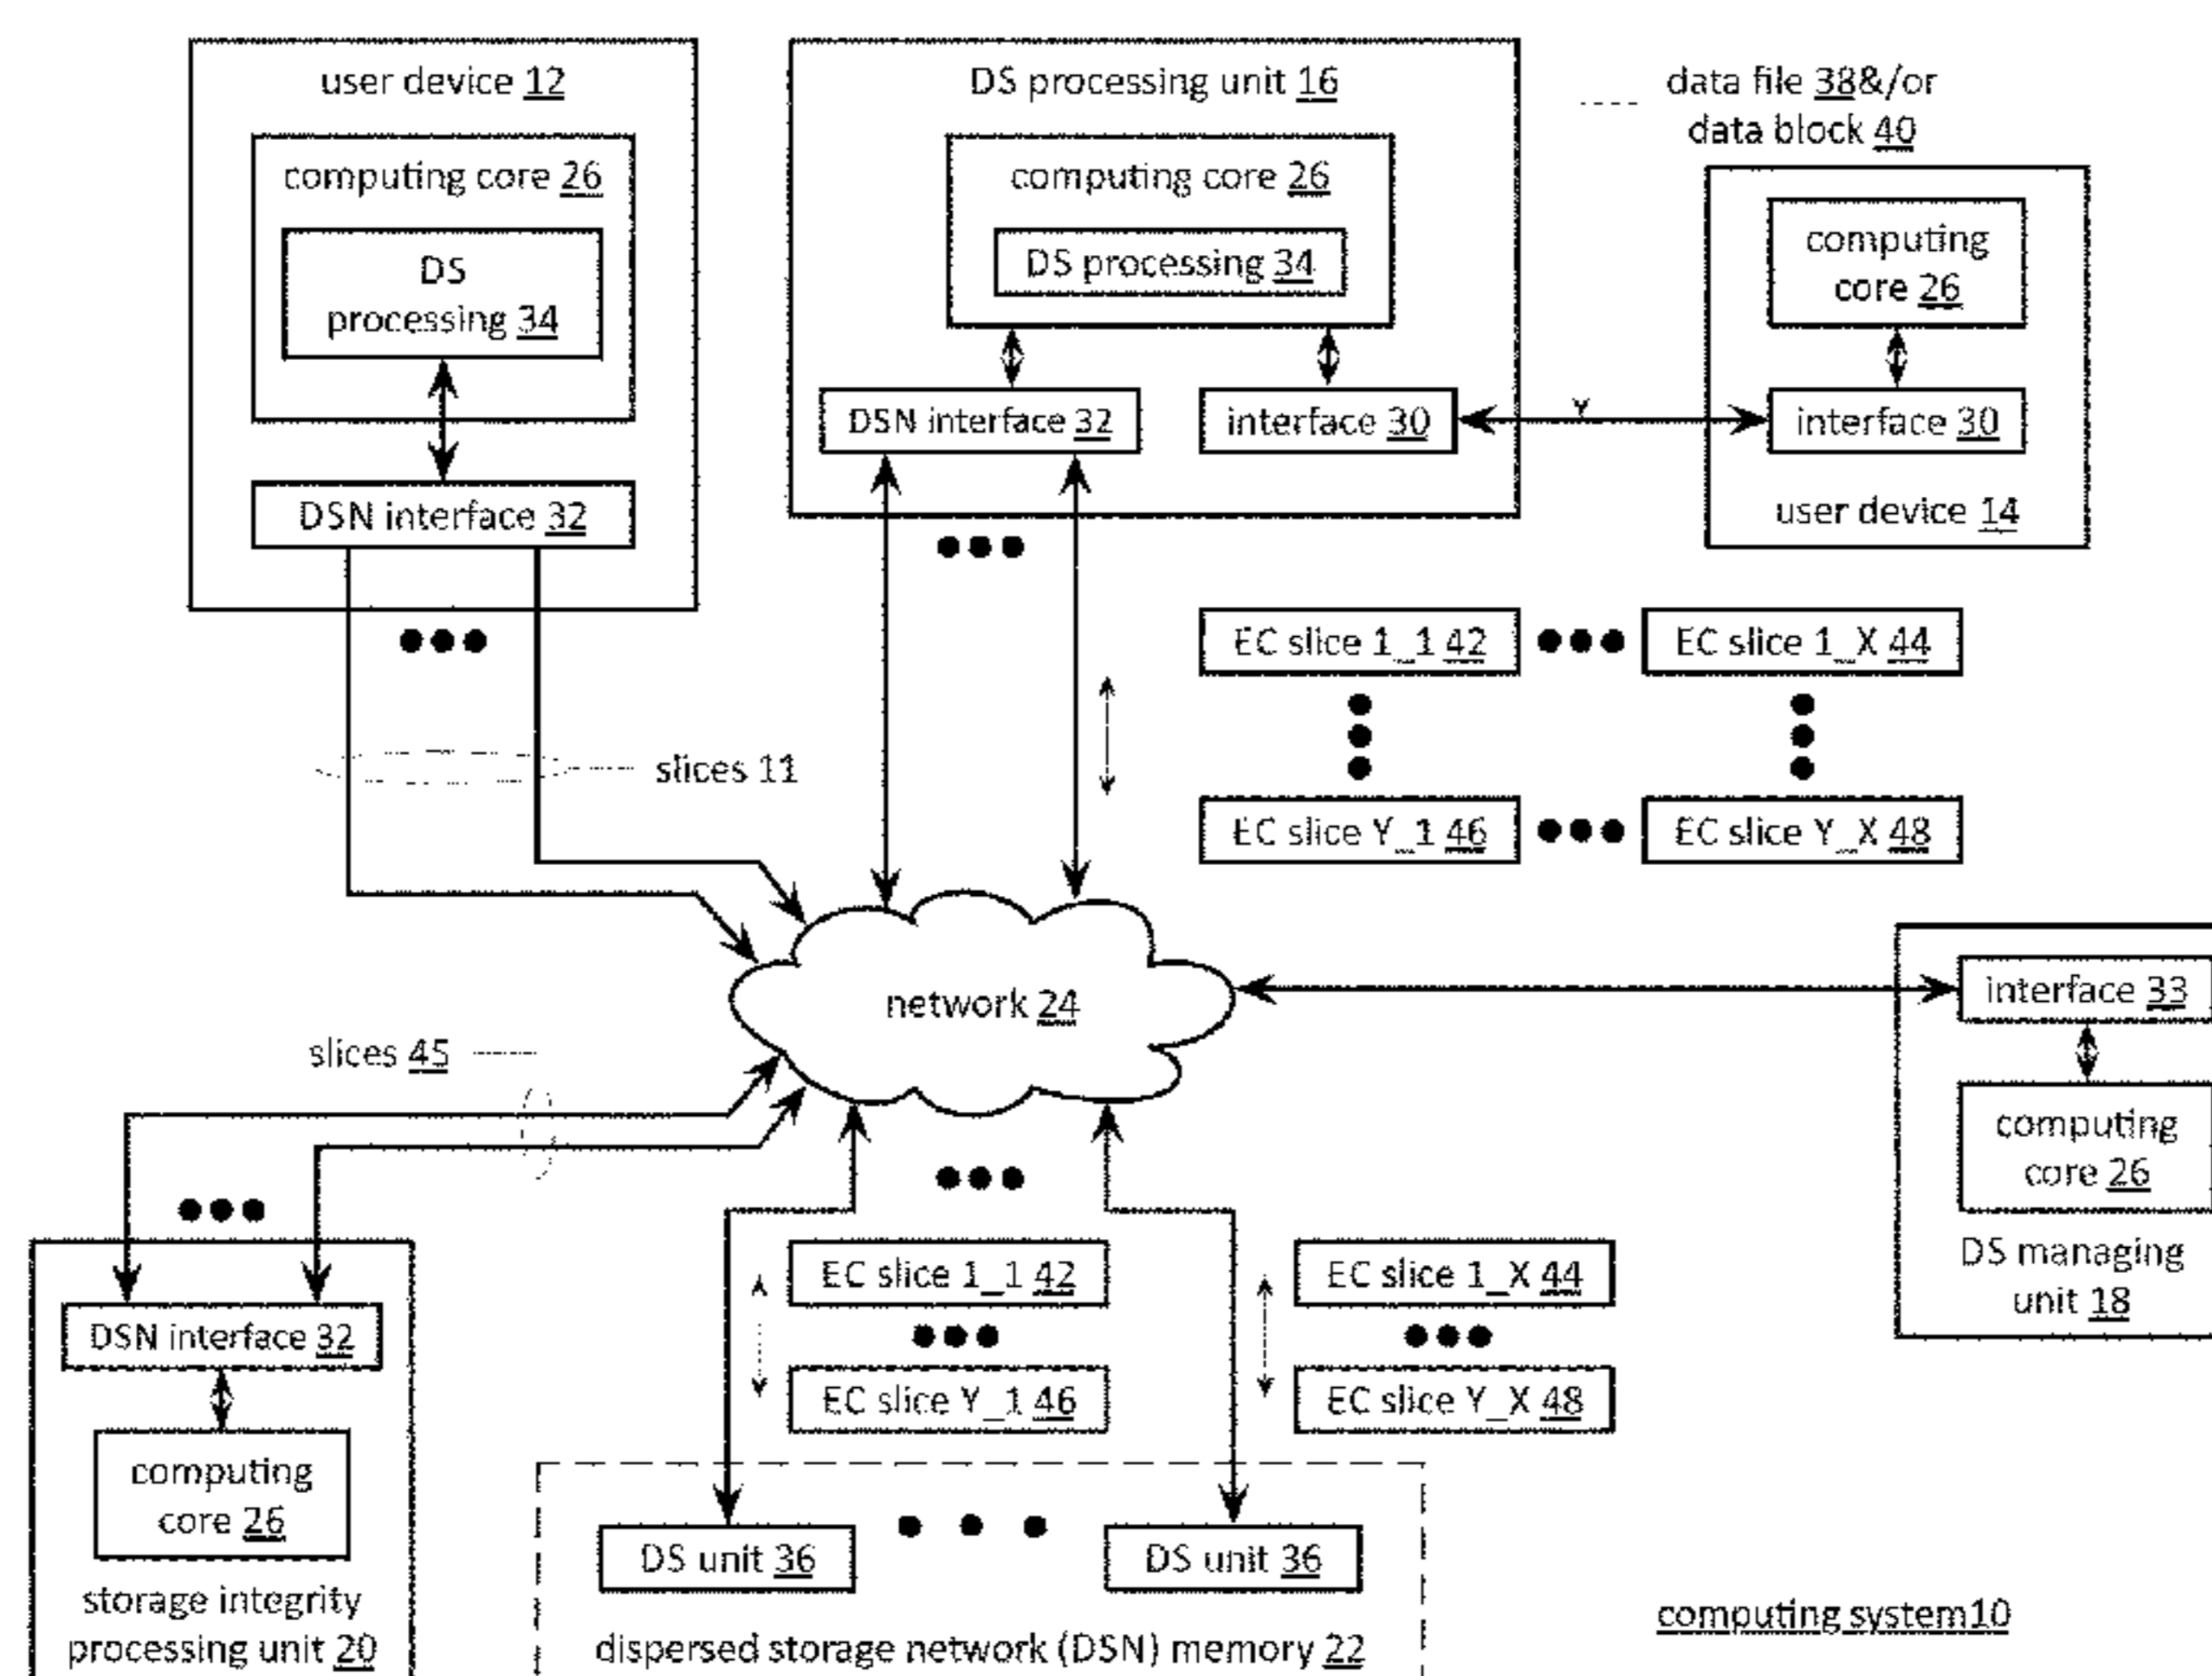 user device 12
computing core 26
DS
processing 34
DSN interface 32
DS processing unit 16
computing core 26
DS processing 34
DSN interface 32
interface 30
data file 38&/or
data block 40
computing
core 26
interface 30
user device 14
slices 11
EC slice 1_1 42
EC slice 1_X 44
EC slice Y_1 46
EC slice Y_X 48
network 24
interface 33
computing
core 26
DS managing
unit 18
slices 45
DSN interface 32
computing
core 26
storage integrity
processing unit 20
EC slice 1_1 42
EC slice Y_1 46
EC slice 1_X 44
EC slice Y_X 48
DS unit 36
DS unit 36
dispersed storage network (DSN) memory 22
computing system10